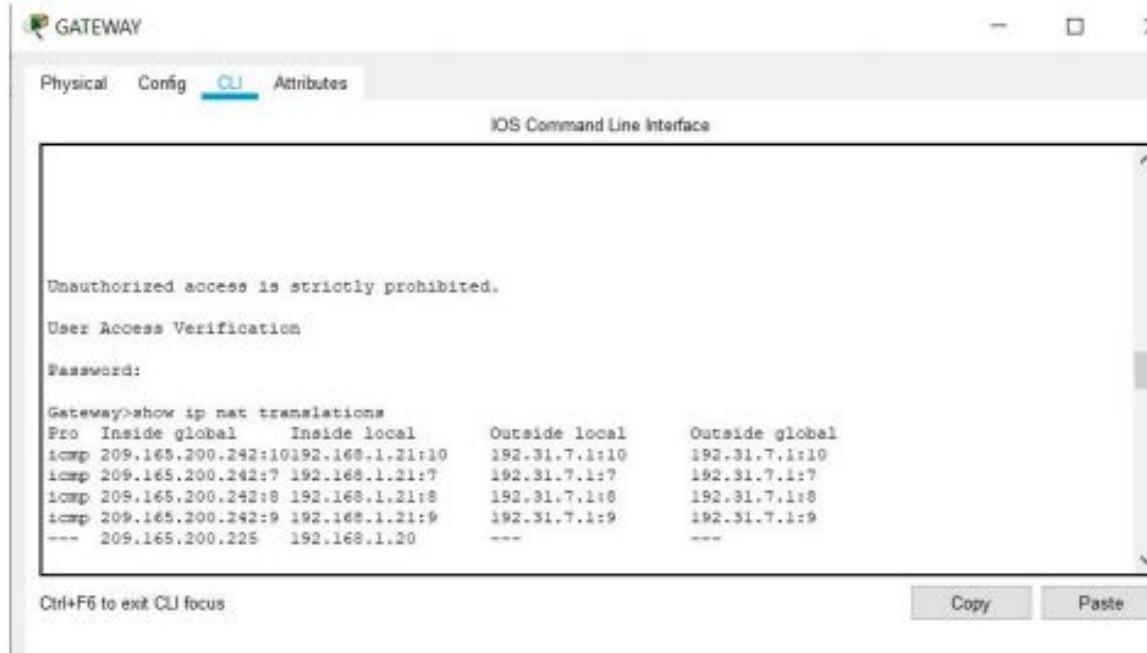 GATEWAY
Physical Config CLI Attributes
IOS Command Line Interface
Unauthorized access is strictly prohibited.
User Access Verification
Password:
Gateway>show ip nat translations
Pro Inside global Inside local Outside local Outside global
icmp 209.165.200.242:10192.168.1.21:10 192.31.7.1:10 192.31.7.1:10
icmp 209.165.200.242:7 192.168.1.21:7 192.31.7.1:7 192.31.7.1:7
icmp 209.165.200.242:8 192.168.1.21:8 192.31.7.1:8 192.31.7.1:8
icmp 209.165.200.242:9 192.168.1.21:9 192.31.7.1:9 192.31.7.1:9
--- 209.165.200.225 192.168.1.20 --- ---
Ctrl+F6 to exit CLI focus
Copy Paste